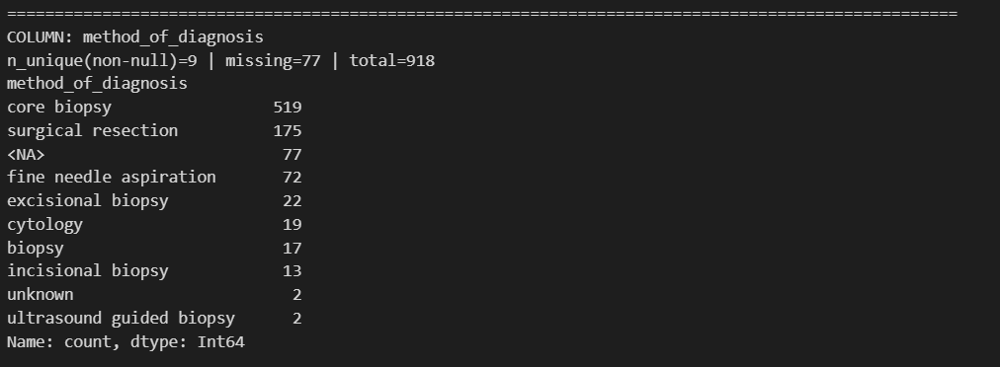 ====================================================================================================
COLUMN: method_of_diagnosis
n_unique(non-null)=9 | missing=77 | total=918
method_of_diagnosis
core biopsy                 519
surgical resection          175
<NA>                         77
fine needle aspiration       72
excisional biopsy            22
cytology                     19
biopsy                       17
incisional biopsy            13
unknown                       2
ultrasound guided biopsy      2
Name: count, dtype: Int64